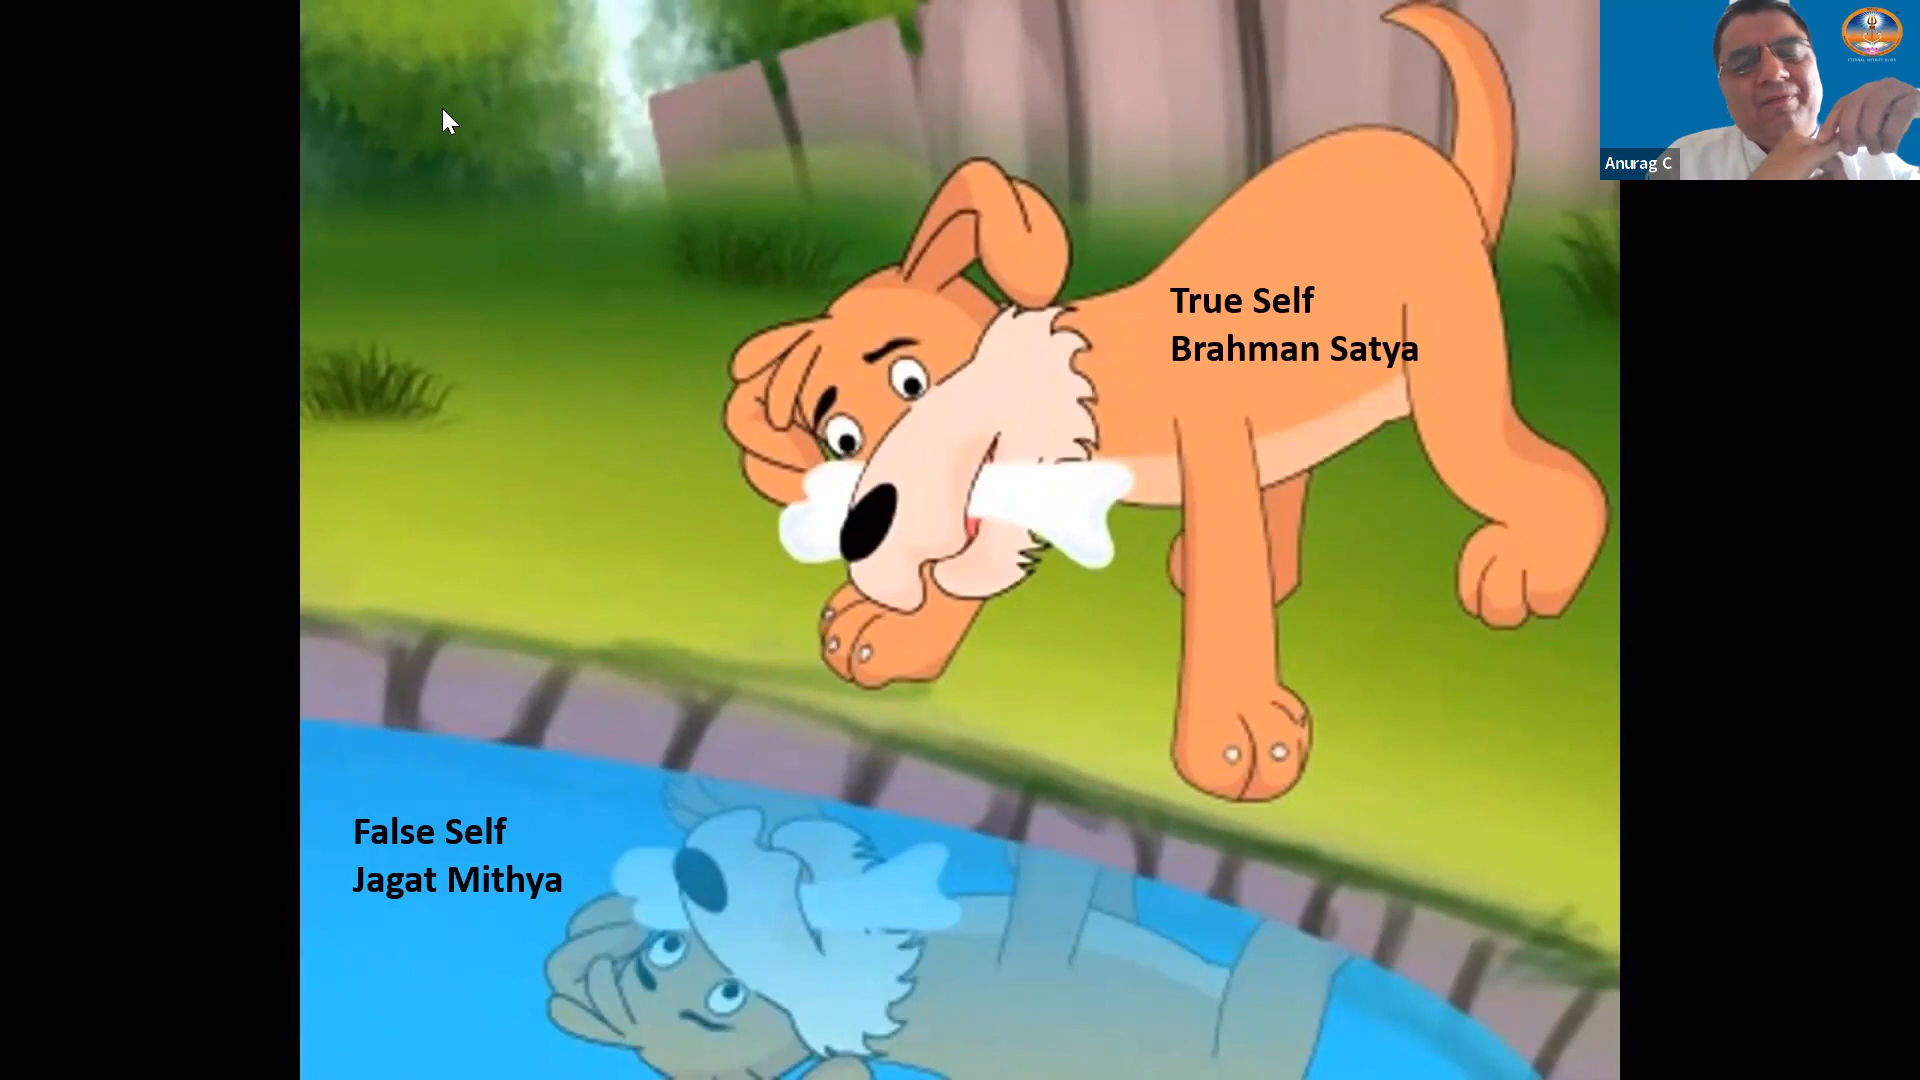 True Self
Brahman Satya
False Self
Jagat Mithya
Anurag C